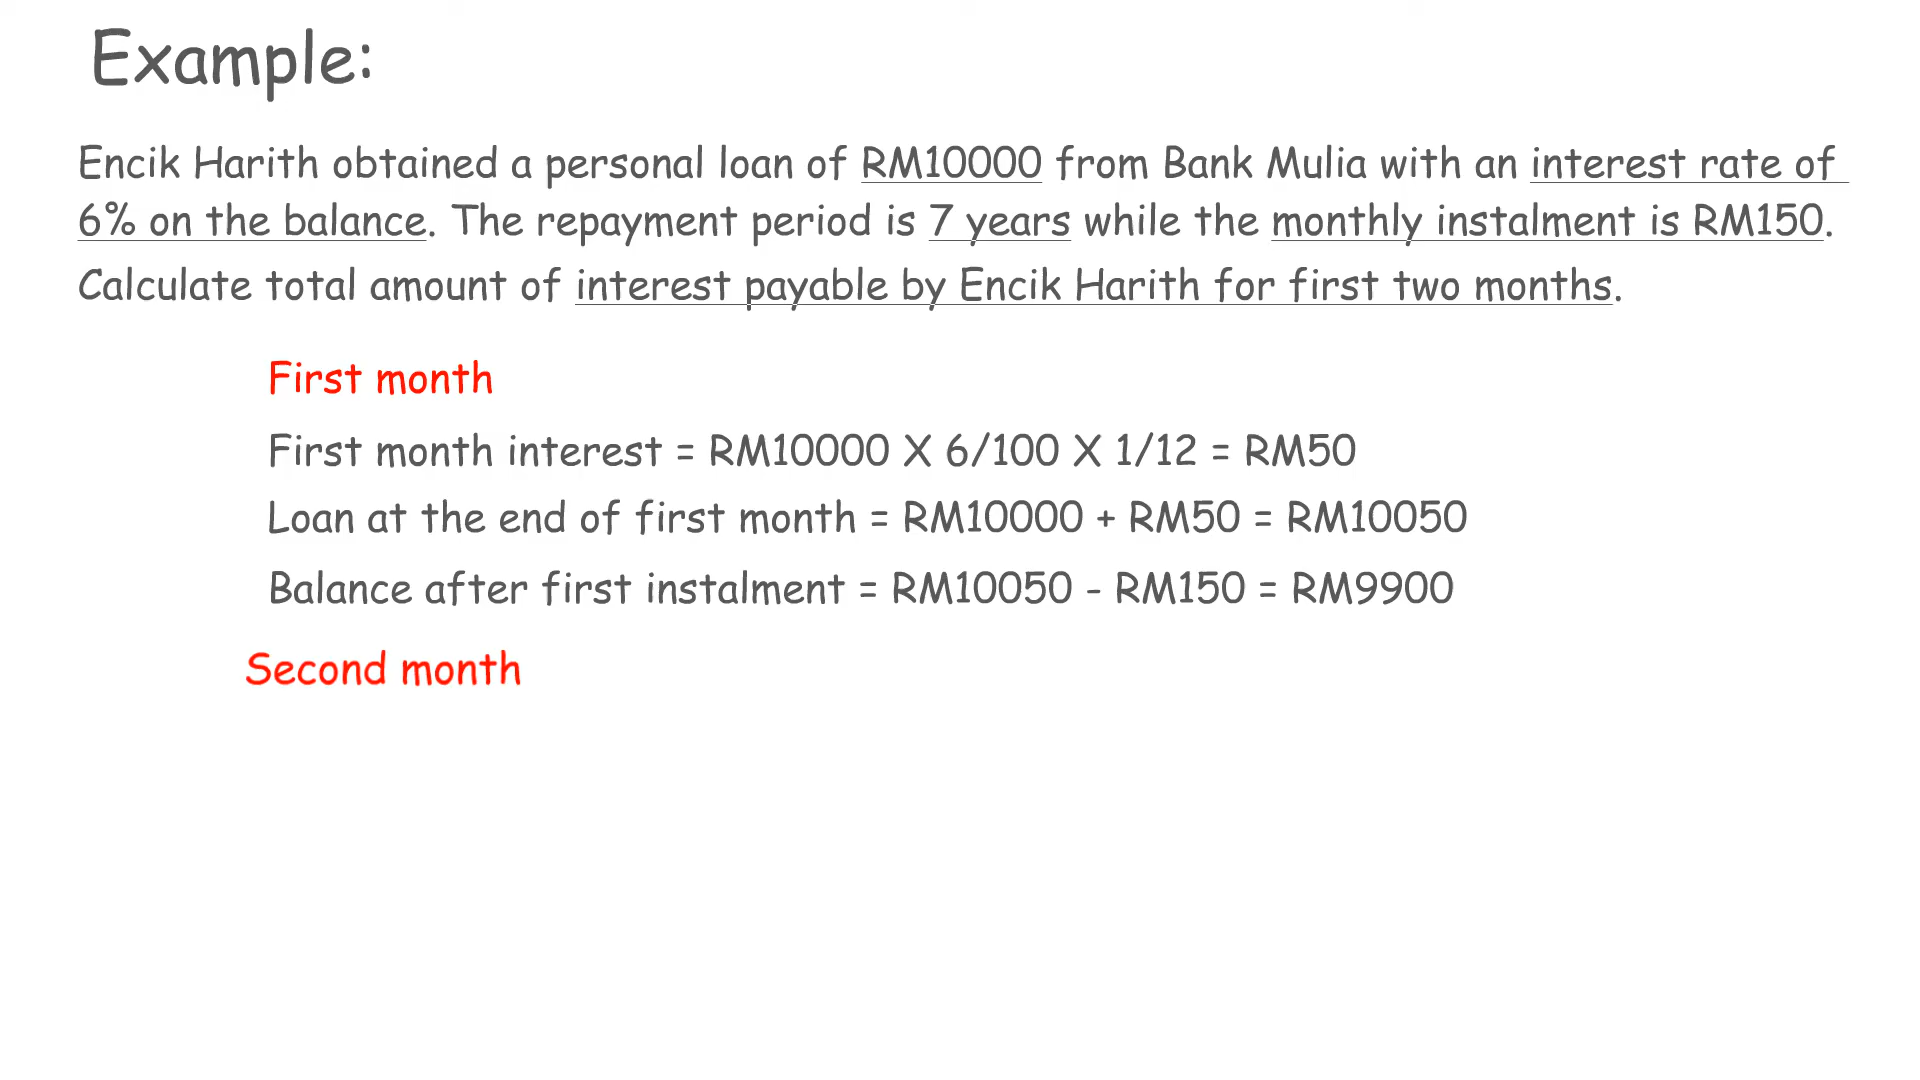 Example:
Encik Harith obtained a personal loan of RM10000 from Bank Mulia with an interest rate of
6% on the balance. The repayment period is 7 years while the monthly instalment is RM150.
Calculate total amount of interest payable by Encik Harith for first two months.
First month
First month interest = RM10000 X 6/100 X 1/12 = RM50
Loan at the end of first month = RM10000 + RM50 = RM10050
Balance after first instalment = RM10050 - RM150 = RM9900
Second month